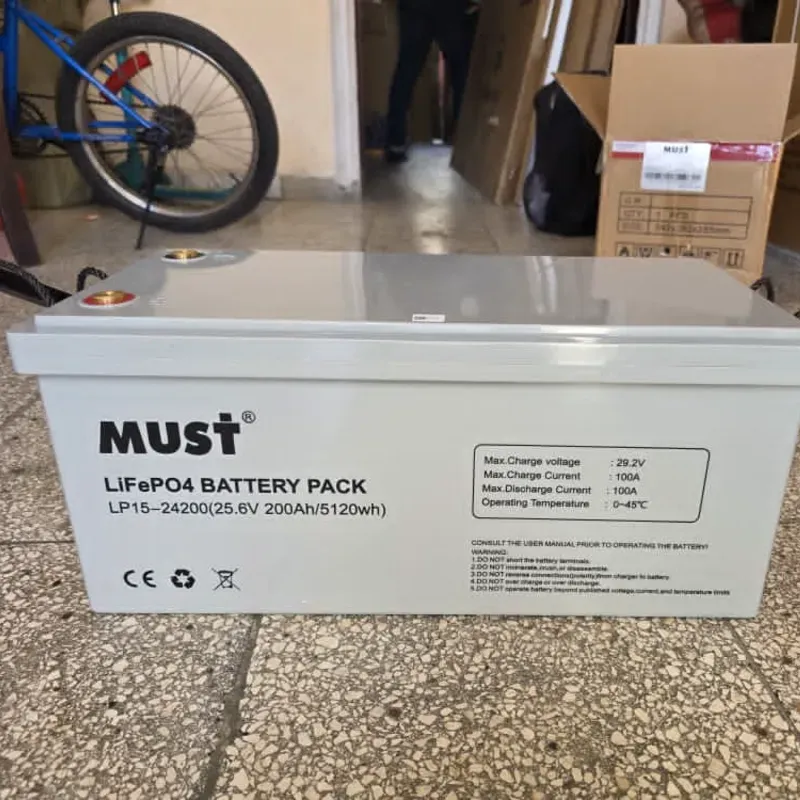 MUST
G.W
QTY: 1 PCS
SIZE
MUST®
LiFePO4 BATTERY PACK
LP15-24200(25.6V 200Ah/5120wh)
CE
Max.Charge voltage : 29.2V
Max.Charge Current : 100A
Max.Discharge Current : 100A
Operating Temperature : 0~45℃
CONSULT THE USER MANUAL PRIOR TO OPERATING THE BATTERY!
WARNING:
1.DO NOT short the battery terminals.
2.DO NOT incinerate,crush,or disassemble.
3.DO NOT reverse connections(polarity)from charger to battery
4.DO NOT over charge or over discharge.
5.DO NOT operate battery beyond published voltage,current,and temperature limits